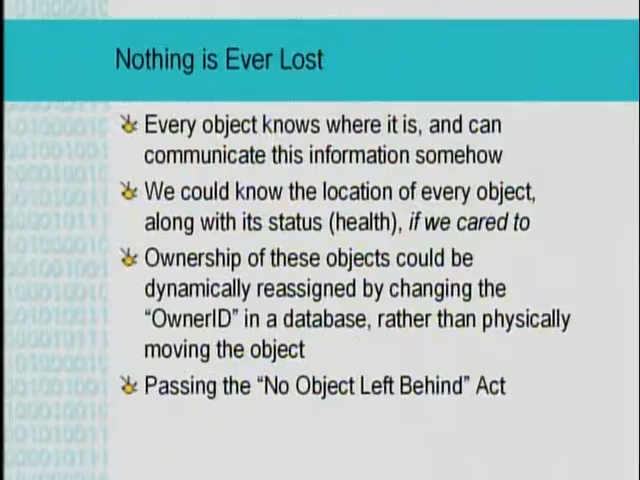 Nothing is Ever Lost
Every object knows where it is, and can
communicate this information somehow
We could know the location of every object,
along with its status (health), if we cared to
Ownership of these objects could be
dynamically reassigned by changing the
“OwnerID” in a database, rather than physically
moving the object
Passing the “No Object Left Behind” Act